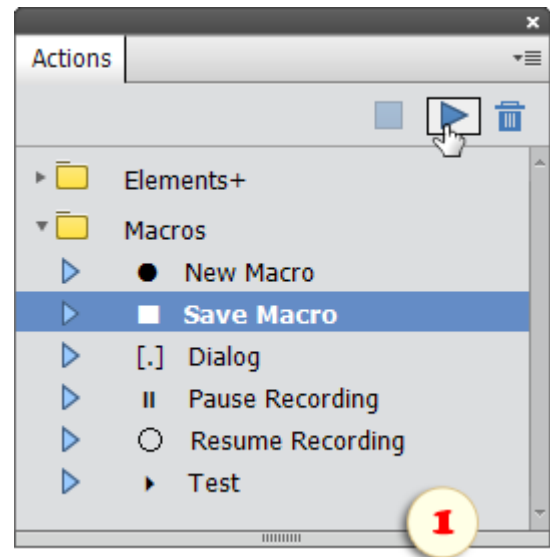 Actions
Elements+
Macros
New Macro
Save Macro
[.] Dialog
Pause Recording
Resume Recording
Test
1